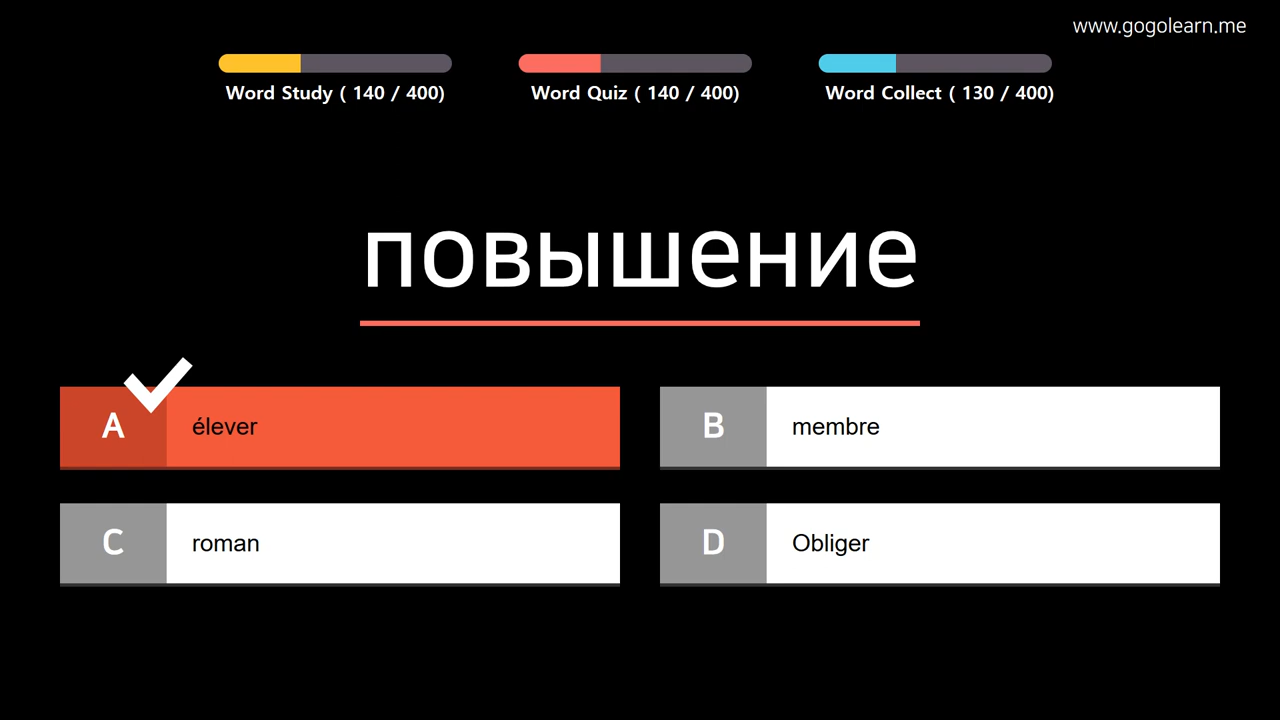 www.gogolearn.me
Word Study ( 140 / 400)
Word Quiz ( 140 / 400)
Word Collect ( 130 / 400)
повышение
A élever
B membre
C roman
D Obliger